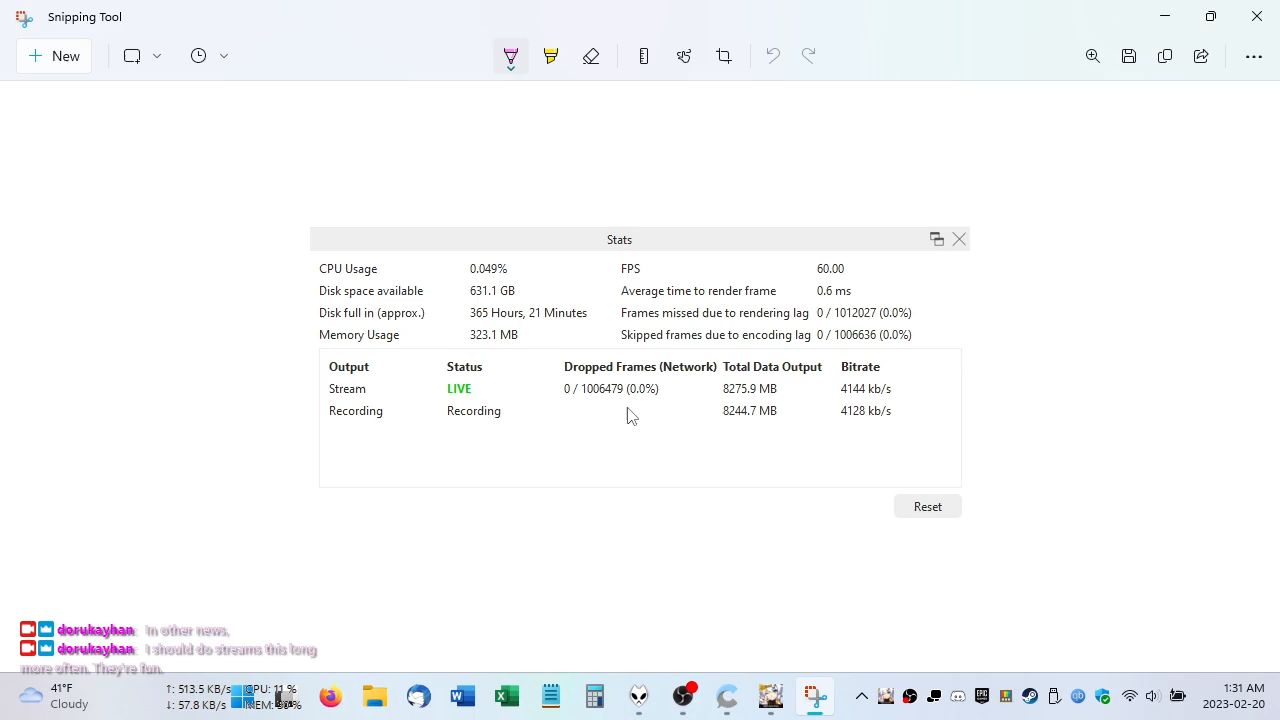 Snipping Tool
New
Stats
CPU Usage 0.049% FPS 60.00
Disk space available 631.1 GB Average time to render frame 0.6 ms
Disk full in (approx.) 365 Hours, 21 Minutes Frames missed due to rendering lag 0 / 1012027 (0.0%)
Memory Usage 323.1 MB Skipped frames due to encoding lag 0 / 1006636 (0.0%)
Output Status Dropped Frames (Network) Total Data Output Bitrate
Stream LIVE 0 / 1006479 (0.0%) 8275.9 MB 4144 kb/s
Recording Recording 8244.7 MB 4128 kb/s
Reset
dorukayhan: In other news,
dorukayhan: I should do streams this long
more often. They're fun.
41°F ↑: 513.5 KB/s CPU: 11 % 1:31 AM
Cloudy ↓: 57.8 KB/s MEM: % 2023-02-20